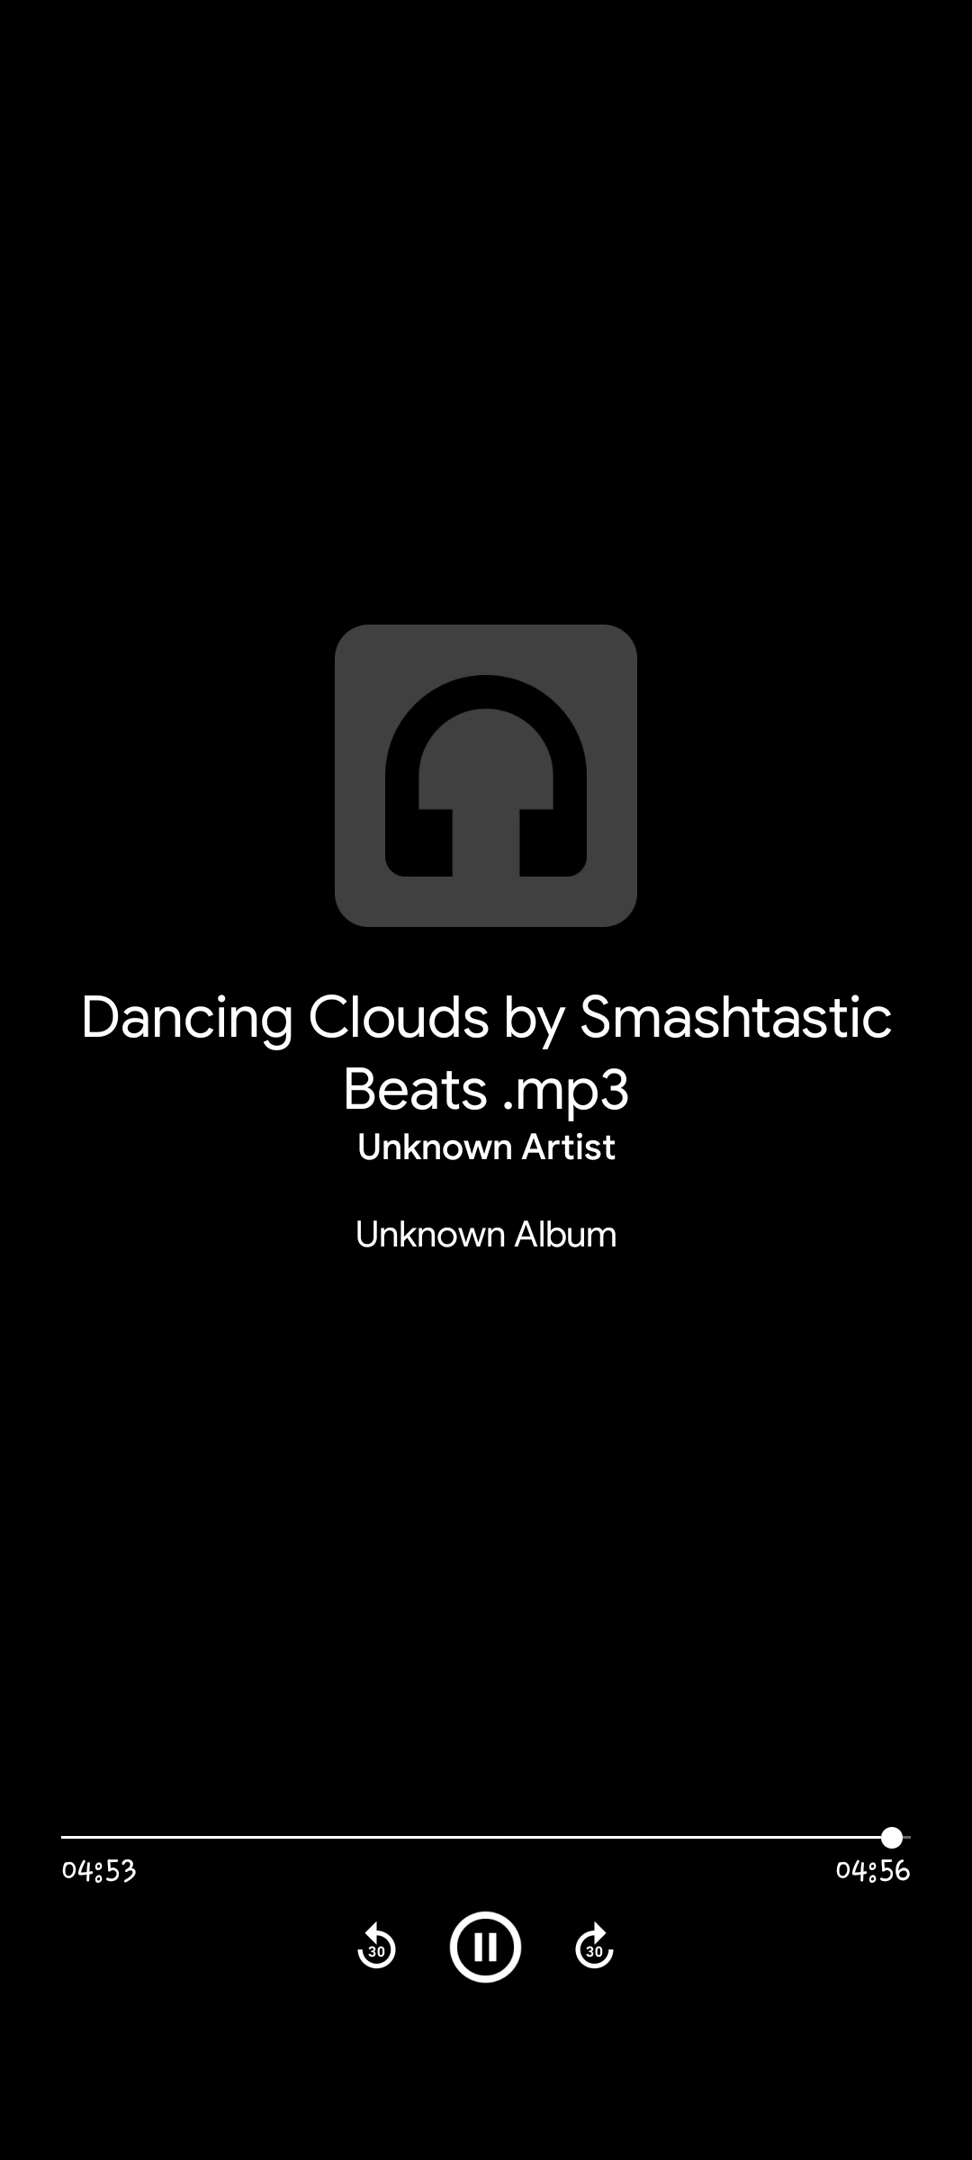 Dancing Clouds by Smashtastic
Beats .mp3
Unknown Artist
Unknown Album
04:53
04:56
30
30